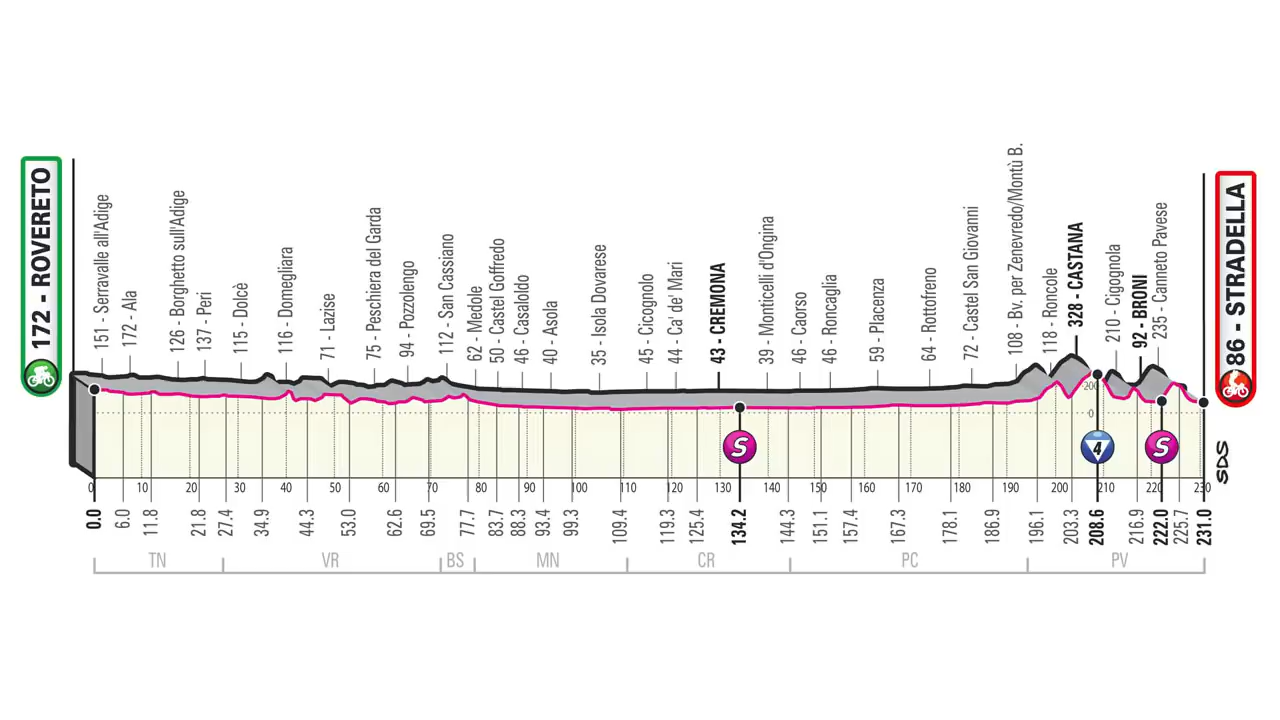 172 - ROVERETO
151 - Serravalle all'Adige
172 - Ala
126 - Borghetto sull'Adige
137 - Peri
115 - Dolcè
116 - Domegliara
71 - Lazise
75 - Peschiera del Garda
94 - Pozzolengo
112 - San Cassiano
62 - Medole
50 - Castel Goffredo
46 - Casaloldo
40 - Asola
35 - Isola Dovarese
45 - Cicognolo
44 - Ca' de' Mari
43 - CREMONA
39 - Monticelli d'Ongina
46 - Caorso
46 - Roncaglia
59 - Piacenza
64 - Rottofreno
72 - Castel San Giovanni
108 - Bv. per Zenevredo/Montù B.
118 - Roncole
328 - CASTANA
210 - Cigognola
92 - BRONI
235 - Canneto Pavese
86 - STRADELLA
200
0
S
4
S
SDS
0 10 20 30 40 50 60 70 80 90 100 110 120 130 140 150 160 170 180 190 200 210 220 230
0.0 6.0 11.8 21.8 27.4 34.9 44.3 53.0 62.6 69.5 77.7 83.7 88.3 93.4 99.3 109.4 119.3 125.4 134.2 144.3 151.1 157.4 167.3 178.1 186.9 196.1 203.3 208.6 216.9 222.0 225.7 231.0
TN VR BS MN CR PC PV